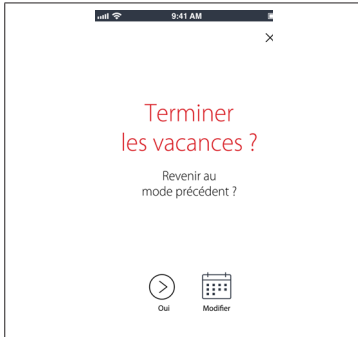 9:41 AM
Terminer
les vacances ?
Revenir au
mode précédent ?
Oui
Modifier